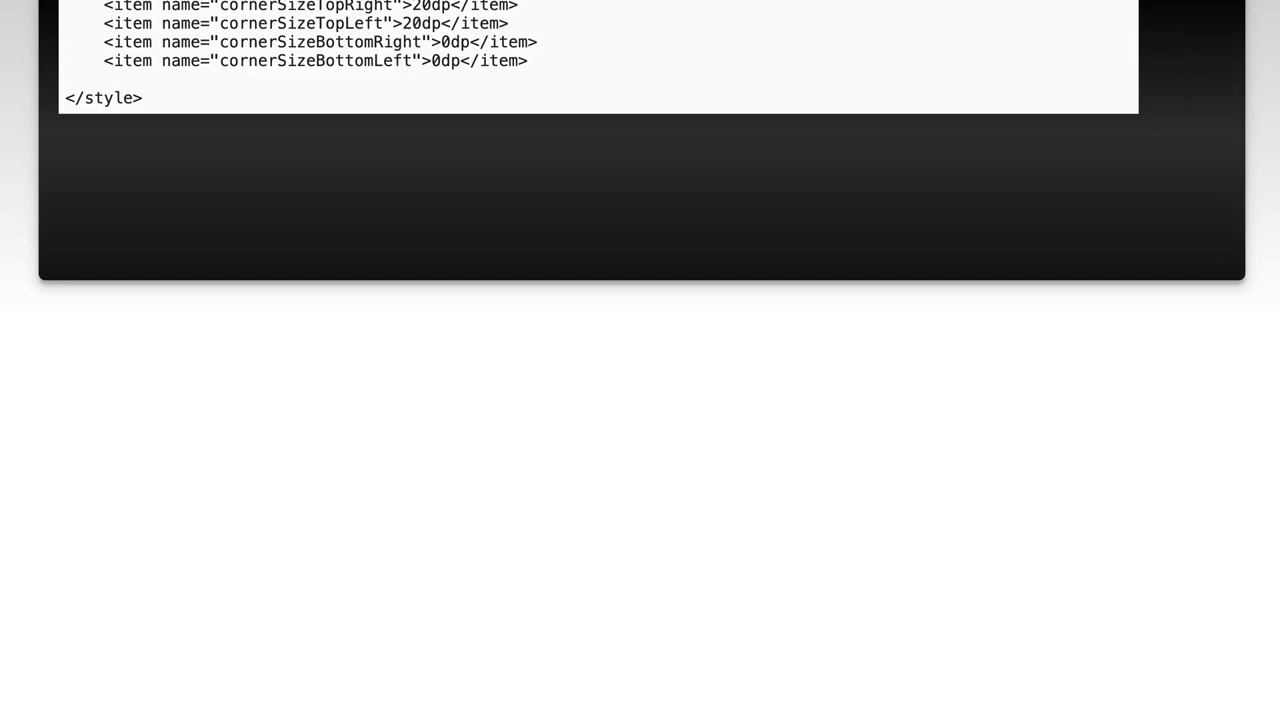 <item name="cornerSizeTopRight">20dp</item>
<item name="cornerSizeTopLeft">20dp</item>
<item name="cornerSizeBottomRight">0dp</item>
<item name="cornerSizeBottomLeft">0dp</item>
</style>